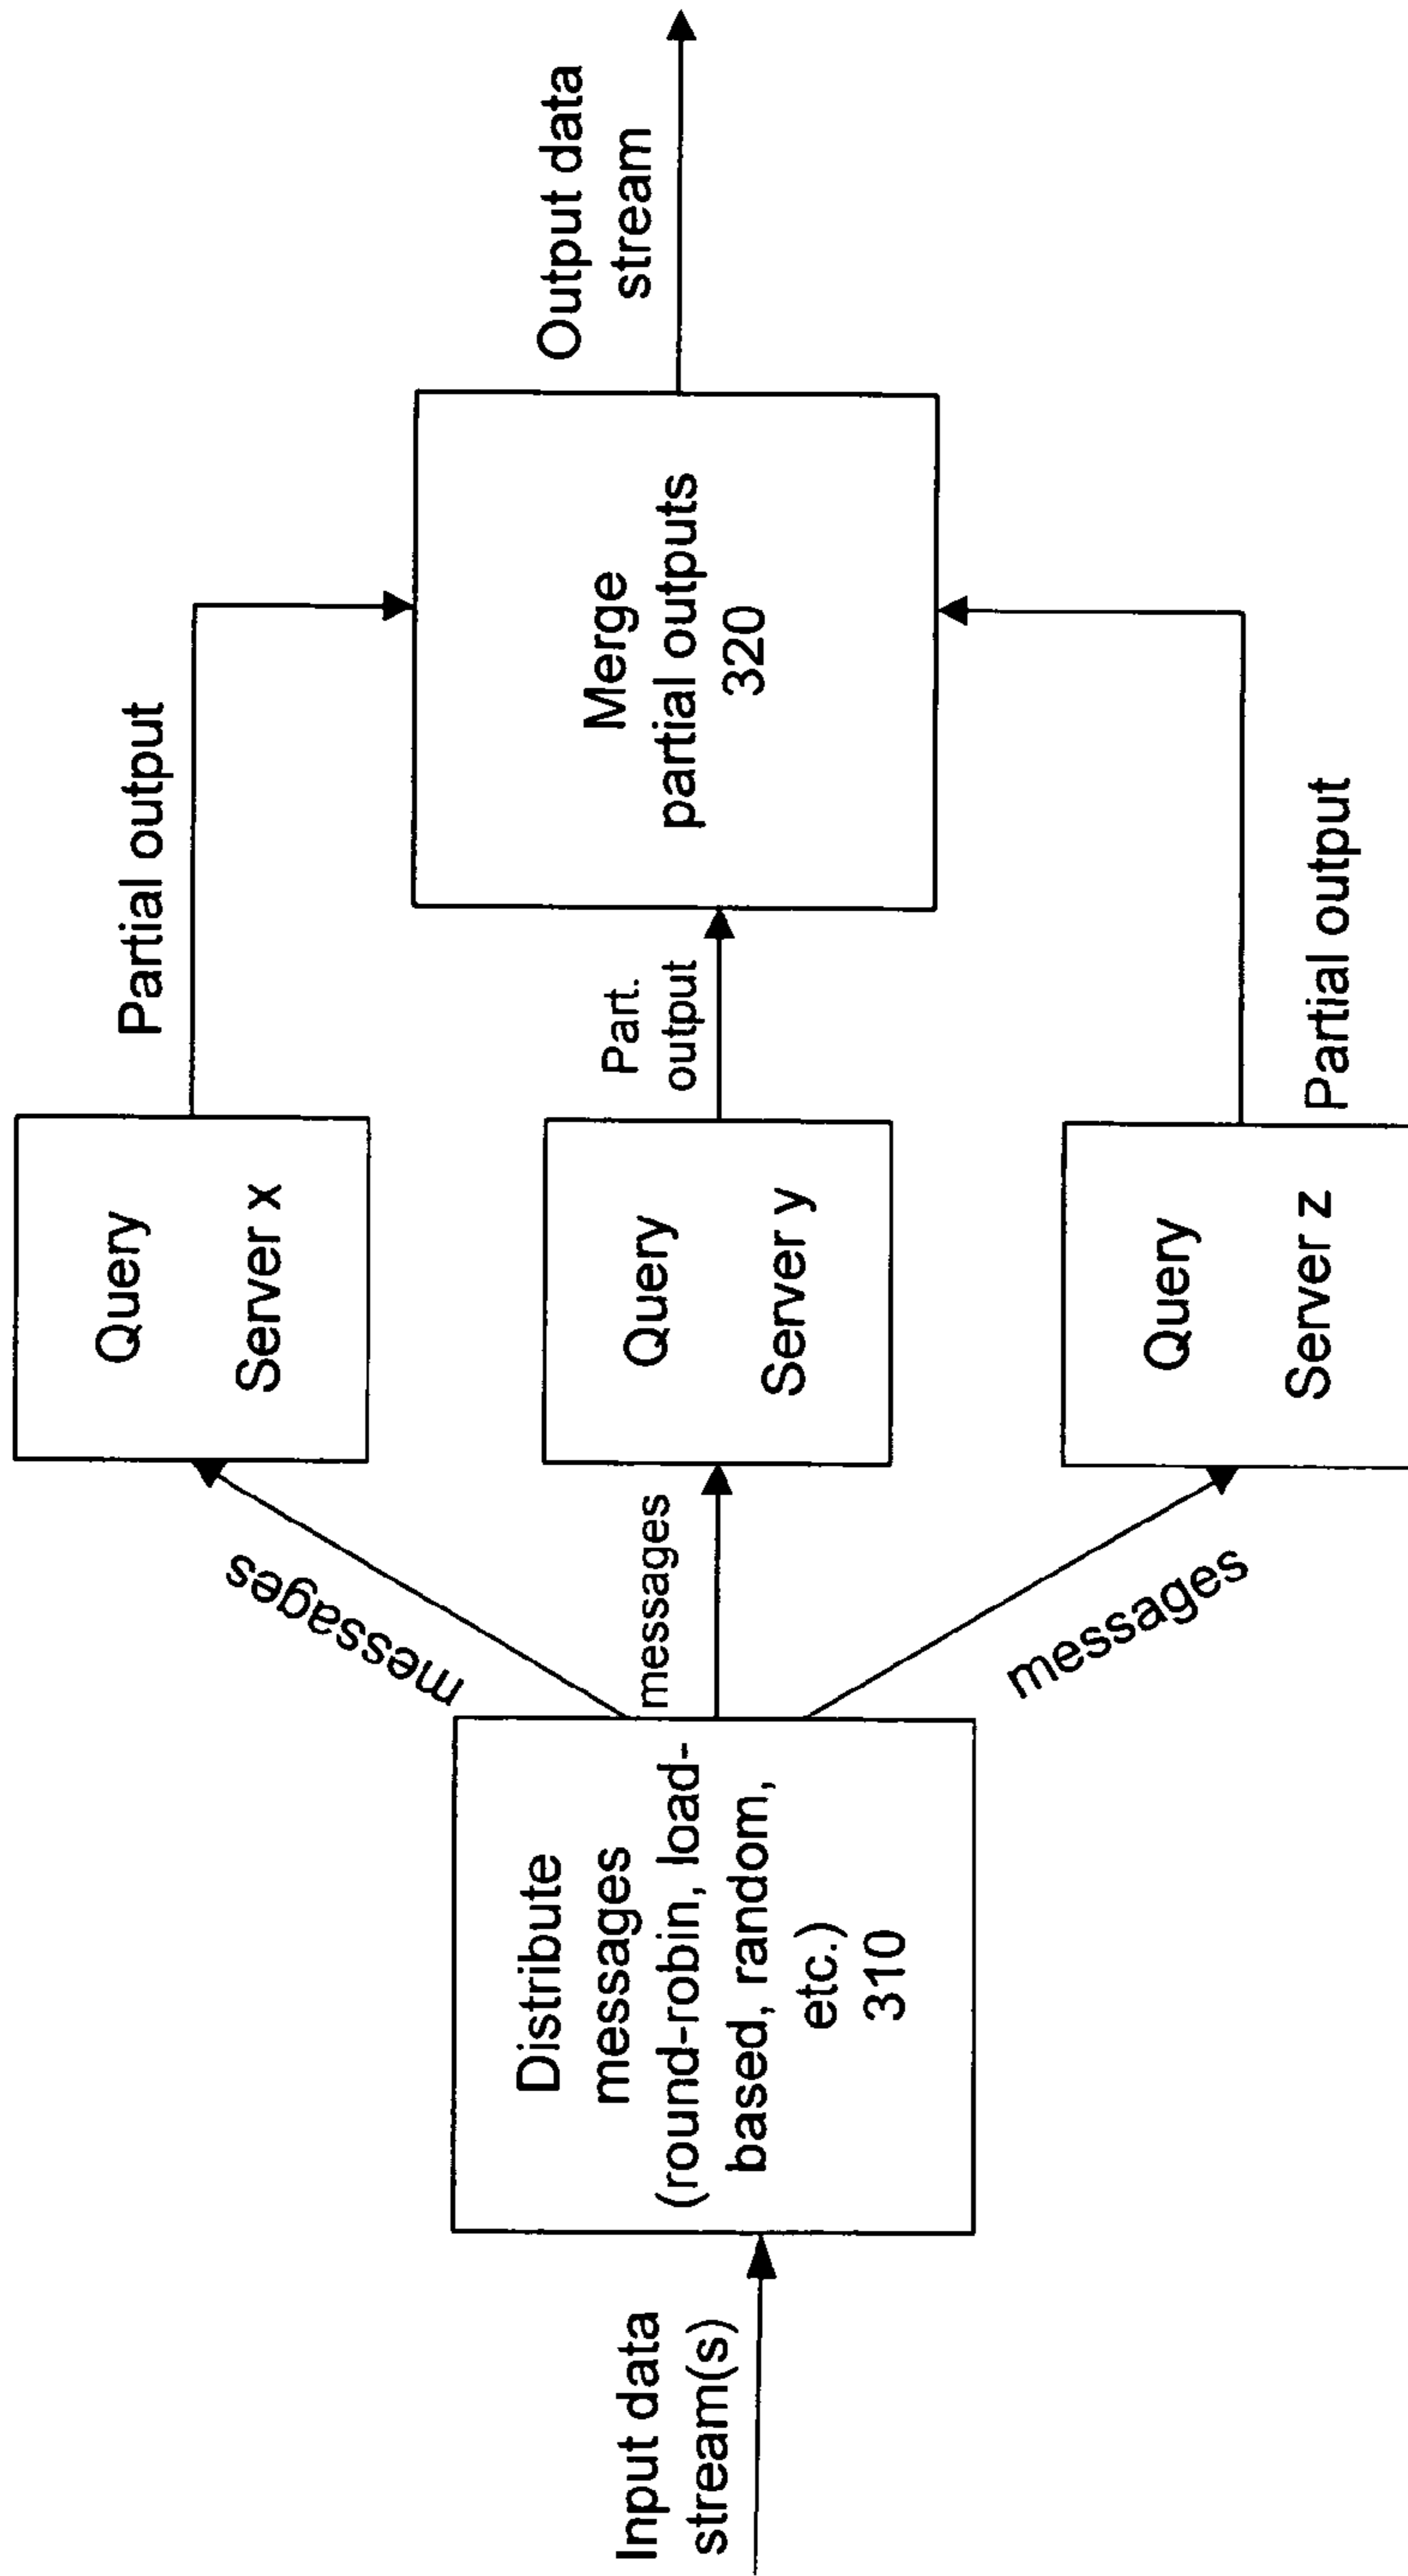 Input data
stream(s)
Distribute
messages
(round-robin, load-
based, random,
etc.)
310
messages
messages
messages
Query
Server x
Query
Server y
Query
Server z
Partial output
Part.
output
Partial output
Merge
partial outputs
320
Output data
stream